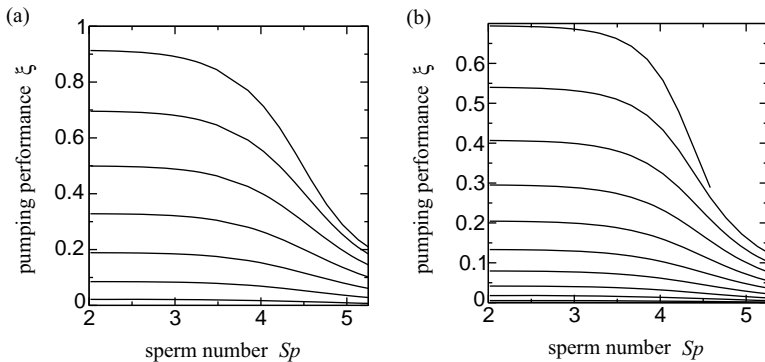 (a)
1
0.8
0.6
0.4
0.2
0
2 3 4 5
pumping performance ξ
sperm number Sp
(b)
0.6
0.5
0.4
0.3
0.2
0.1
0
2 3 4 5
pumping performance ξ
sperm number Sp